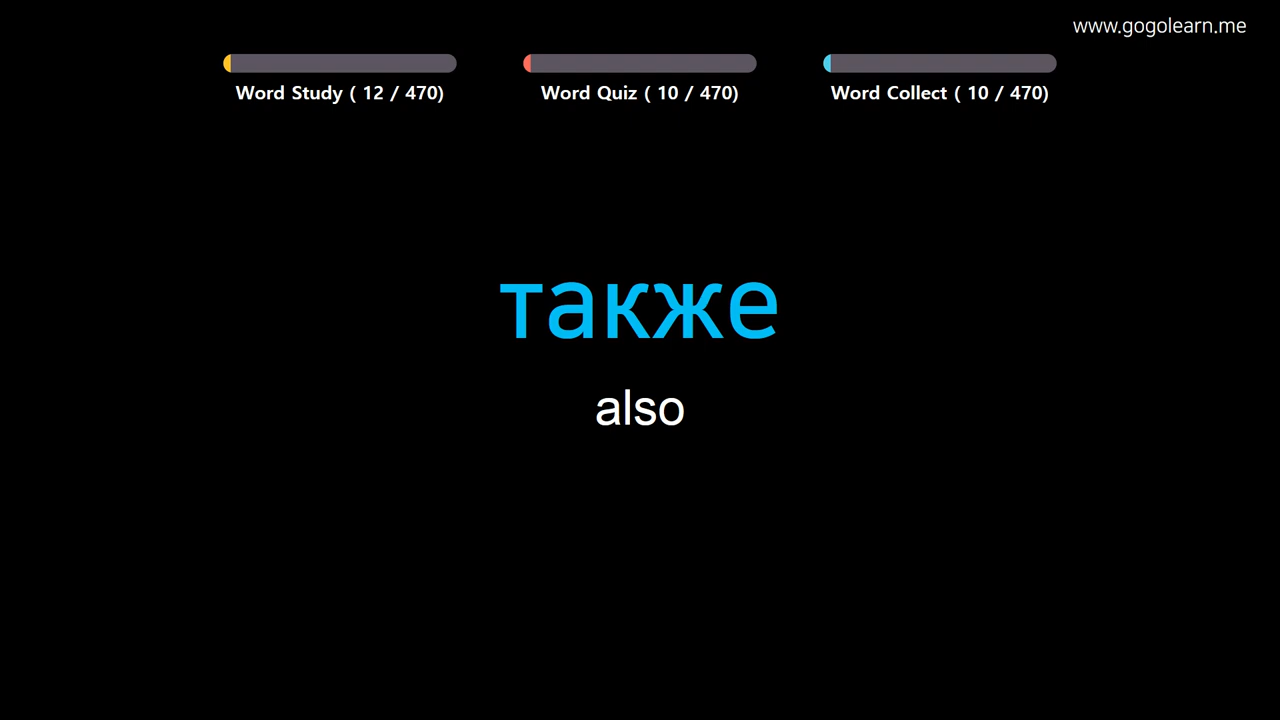 www.gogolearn.me
Word Study ( 12 / 470)
Word Quiz ( 10 / 470)
Word Collect ( 10 / 470)
также
also